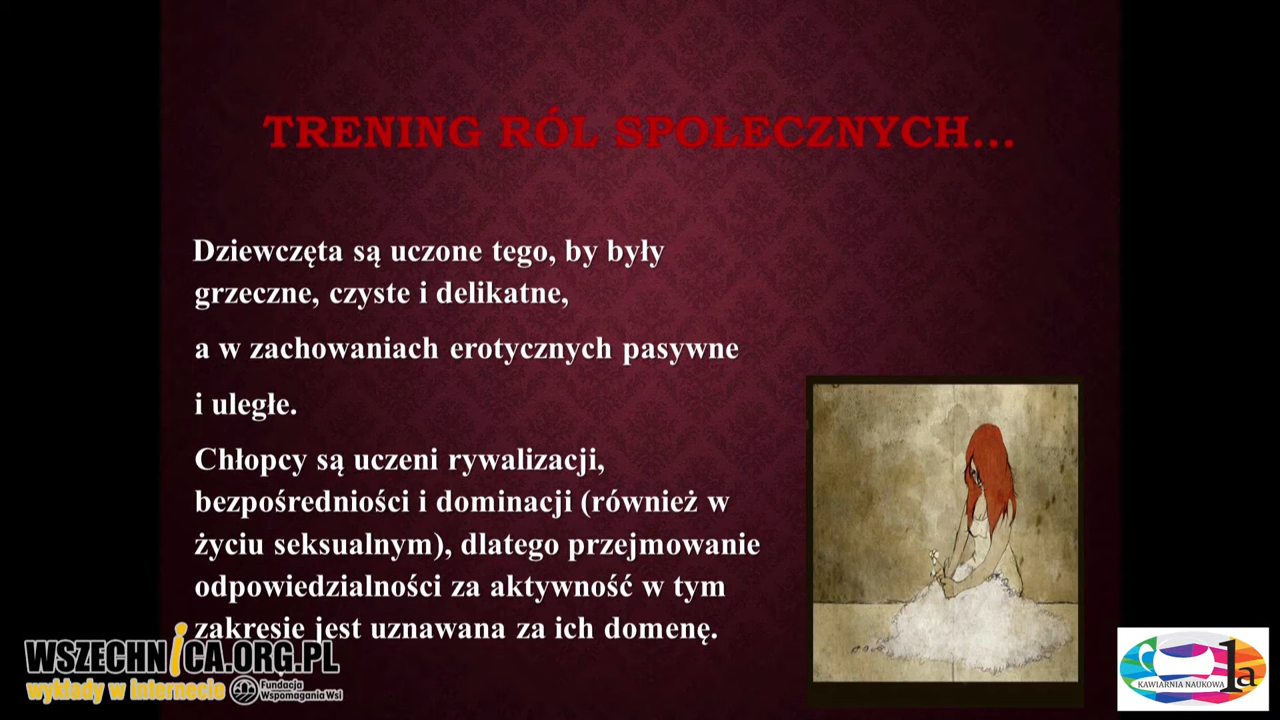 TRENING RÓL SPOŁECZNYCH...
Dziewczęta są uczone tego, by były
grzeczne, czyste i delikatne,
a w zachowaniach erotycznych pasywne
i uległe.
Chłopcy są uczeni rywalizacji,
bezpośredniości i dominacji (również w
życiu seksualnym), dlatego przejmowanie
odpowiedzialności za aktywność w tym
zakresie jest uznawana za ich domenę.
WSZECHNiCA.ORG.PL
wykłady w internecie
Fundacja
Wspomagania Wsi
KAWIARNIA NAUKOWA 1a